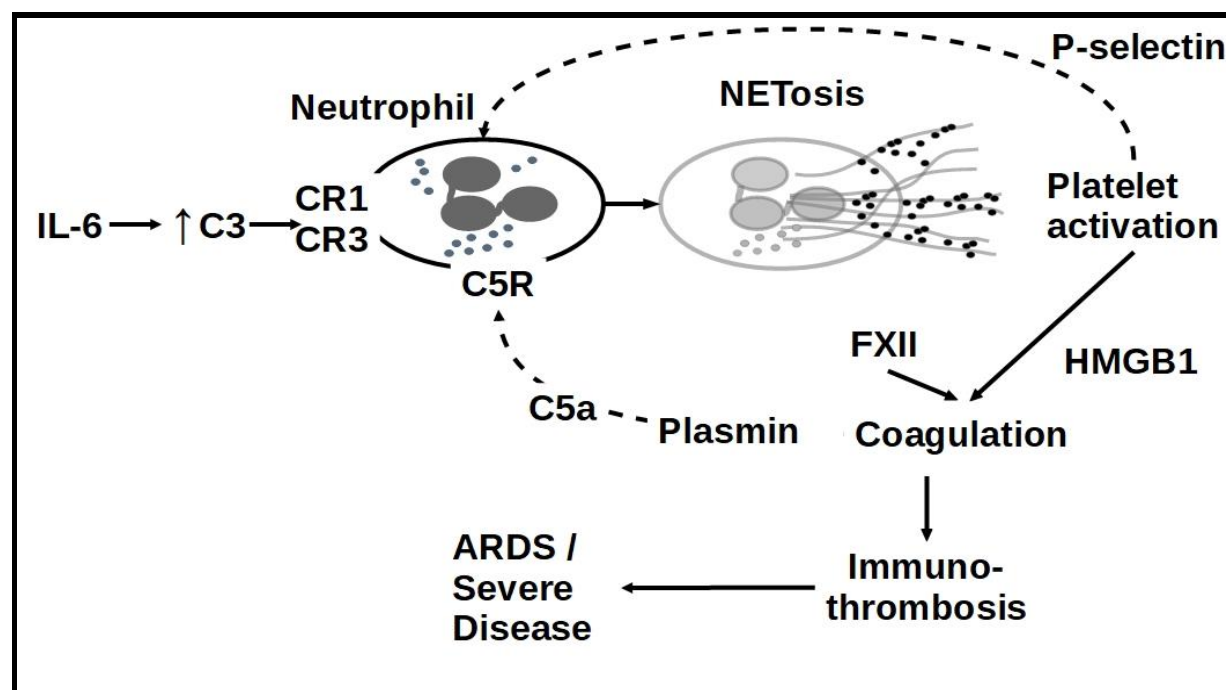 P-selectin
Neutrophil
NETosis
IL-6
↑ C3
CR1
CR3
C5R
Platelet
activation
FXII
HMGB1
C5a
Plasmin
Coagulation
ARDS /
Severe
Disease
Immuno-
thrombosis